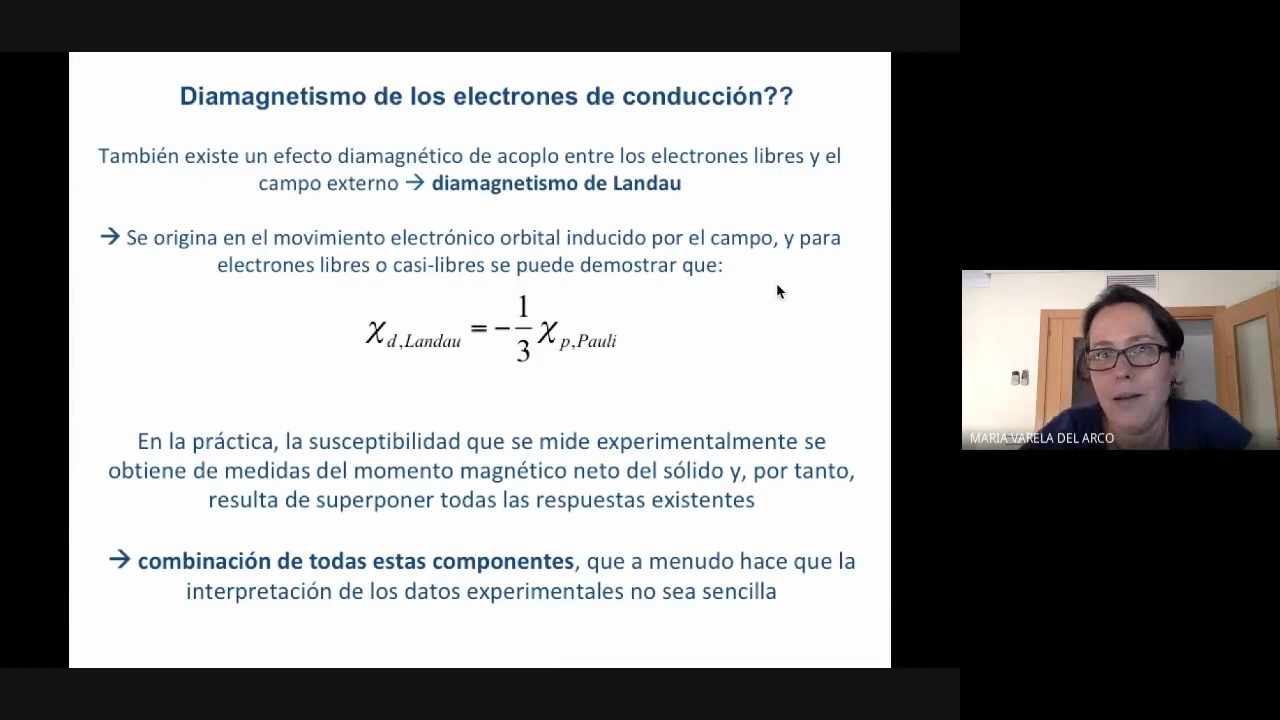 Diamagnetismo de los electrones de conducción??
También existe un efecto diamagnético de acoplo entre los electrones libres y el
campo externo → diamagnetismo de Landau
→ Se origina en el movimiento electrónico orbital inducido por el campo, y para
electrones libres o casi-libres se puede demostrar que:
χ_{d,Landau} = -\frac{1}{3} χ_{p,Pauli}
En la práctica, la susceptibilidad que se mide experimentalmente se
obtiene de medidas del momento magnético neto del sólido y, por tanto,
resulta de superponer todas las respuestas existentes
→ combinación de todas estas componentes, que a menudo hace que la
interpretación de los datos experimentales no sea sencilla
MARIA VARELA DEL ARCO